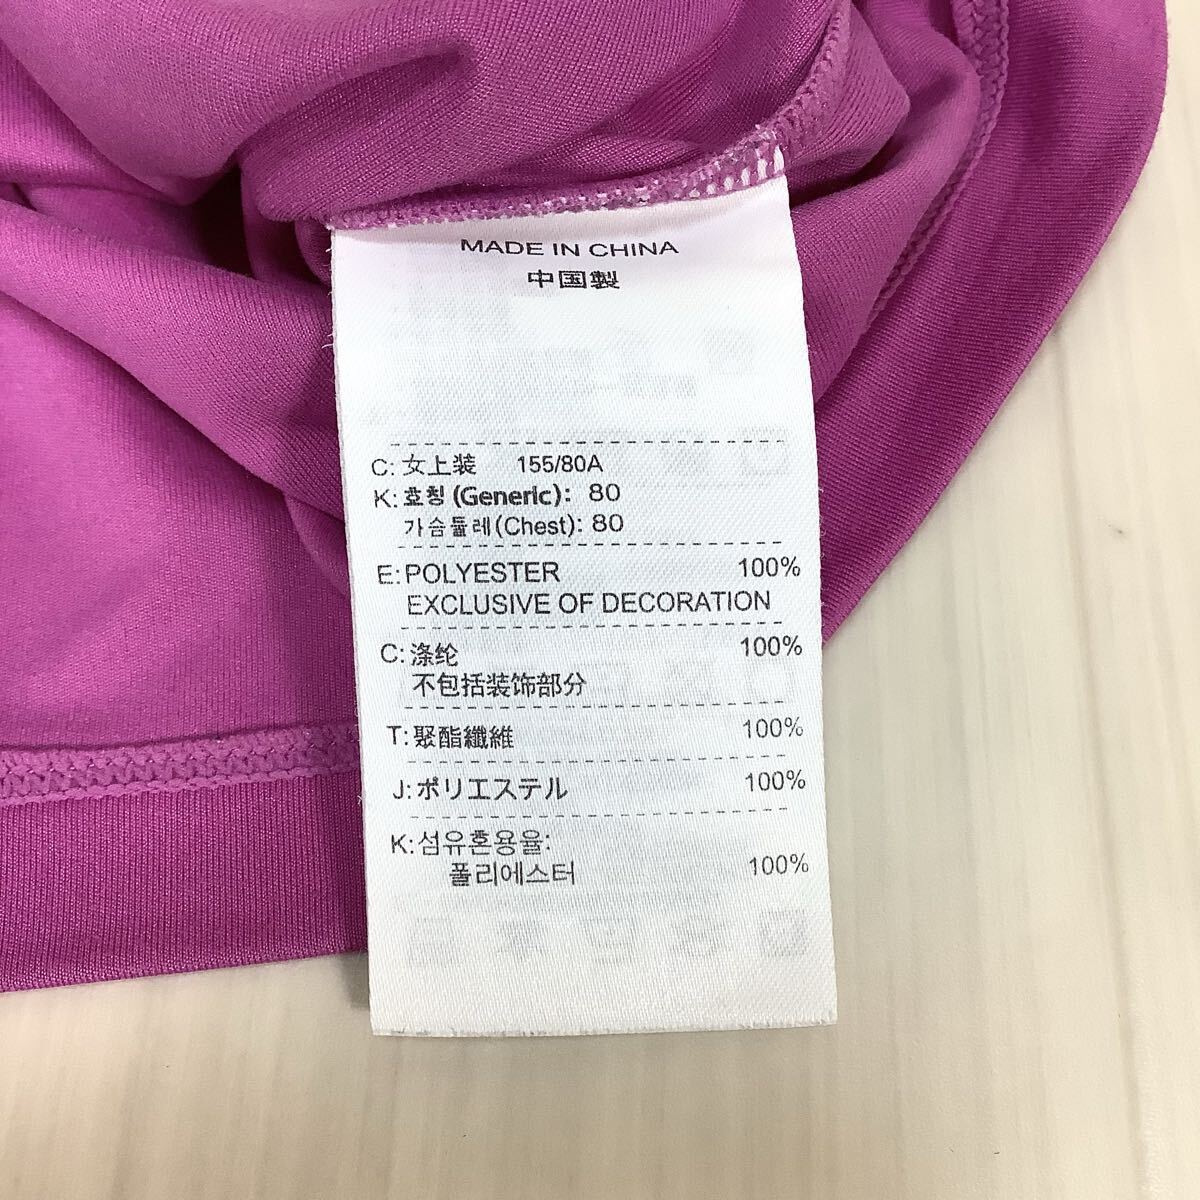 MADE IN CHINA
中国製
C: 女上装 155/80A
K: 호칭 (Generic): 80
가슴둘레(Chest): 80
E: POLYESTER 100%
EXCLUSIVE OF DECORATION
C: 涤纶 100%
不包括装饰部分
T: 聚酯纖維 100%
J: ポリエステル 100%
K: 섬유혼용율:
폴리에스터 100%